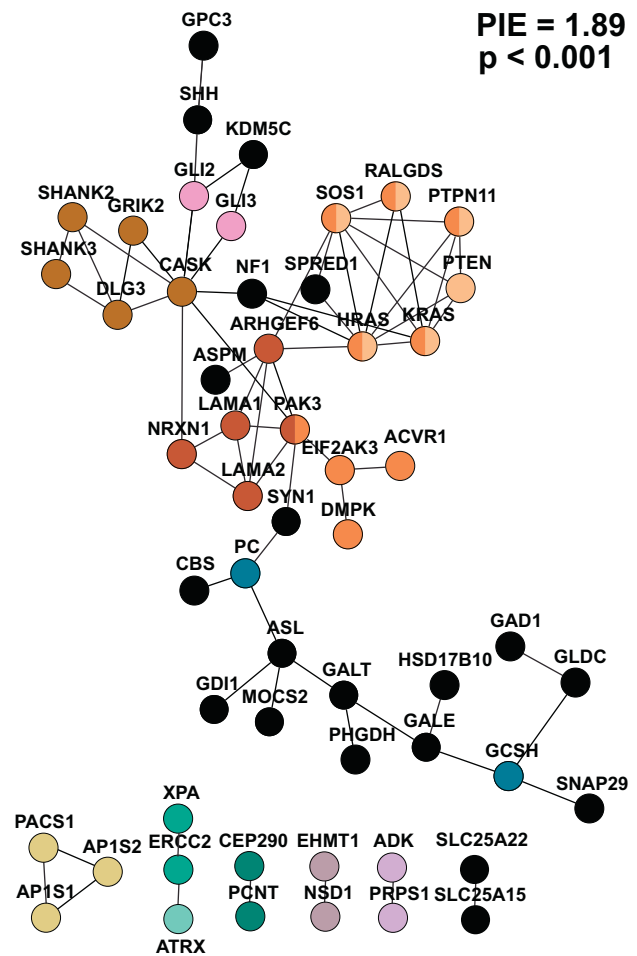 PIE = 1.89
p < 0.001
GPC3
SHH
KDM5C
GLI2
GLI3
RALGDS
SOS1
PTPN11
SHANK2
GRIK2
SHANK3
CASK
NF1
SPRED1
PTEN
DLG3
ARHGEF6
HRAS
KRAS
ASPM
LAMA1
PAK3
NRXN1
EIF2AK3
ACVR1
LAMA2
SYN1
DMPK
PC
CBS
ASL
GAD1
GDI1
MOCS2
GALT
HSD17B10
GLDC
PHGDH
GALE
GCSH
SNAP29
XPA
PACS1
AP1S2
ERCC2
CEP290
EHMT1
ADK
SLC25A22
AP1S1
PCNT
NSD1
PRPS1
SLC25A15
ATRX